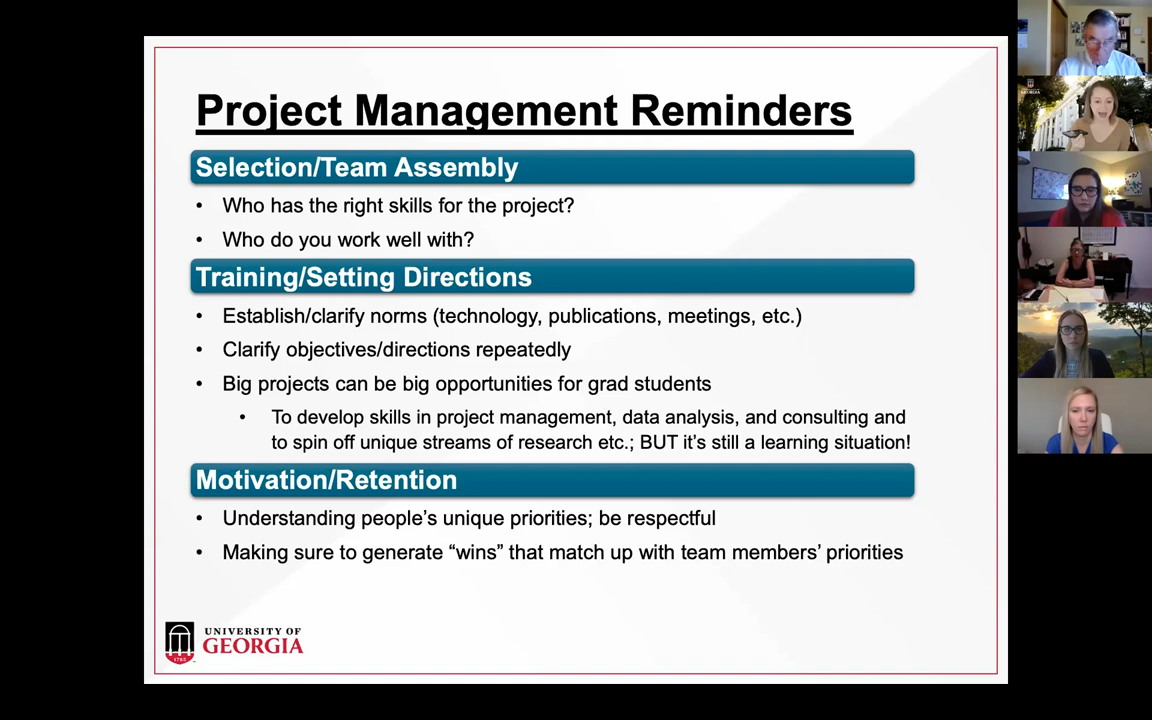 Project Management Reminders
Selection/Team Assembly
• Who has the right skills for the project?
• Who do you work well with?
Training/Setting Directions
• Establish/clarify norms (technology, publications, meetings, etc.)
• Clarify objectives/directions repeatedly
• Big projects can be big opportunities for grad students
• To develop skills in project management, data analysis, and consulting and
to spin off unique streams of research etc.; BUT it's still a learning situation!
Motivation/Retention
• Understanding people's unique priorities; be respectful
• Making sure to generate “wins” that match up with team members' priorities
1785
UNIVERSITY OF
GEORGIA
GEORGIA